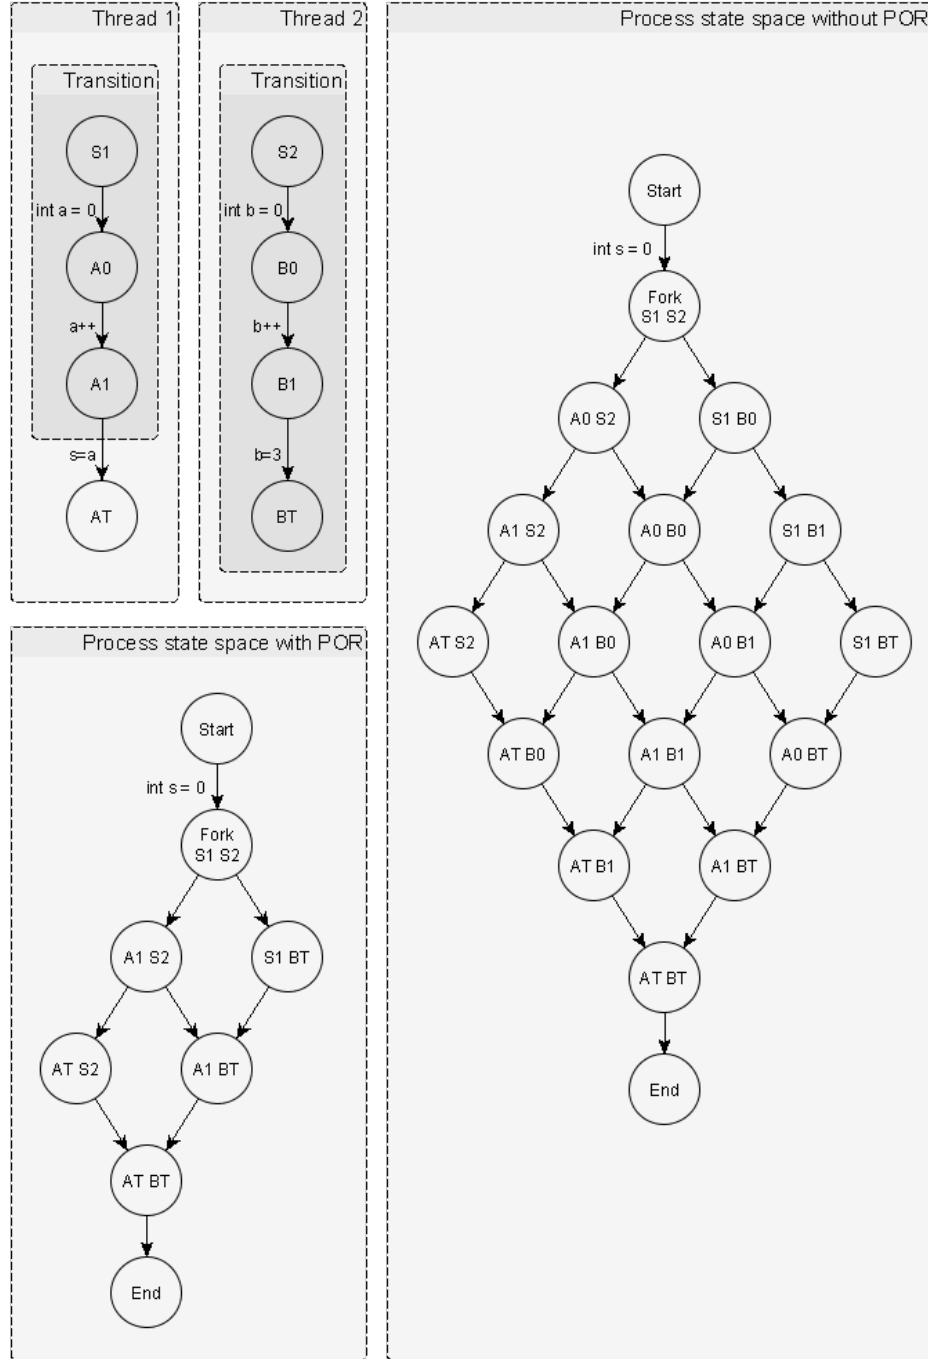 Thread 1
Transition
S1
int a = 0
A0
a++
A1
s=a
AT
Thread 2
Transition
S2
int b = 0
B0
b++
B1
b=3
BT
Process state space with POR
Start
int s = 0
Fork
S1 S2
A1 S2
S1 BT
AT S2
A1 BT
AT BT
End
Process state space without POR
Start
int s = 0
Fork
S1 S2
A0 S2
S1 B0
A1 S2
A0 B0
S1 B1
AT S2
A1 B0
A0 B1
S1 BT
AT B0
A1 B1
A0 BT
AT B1
A1 BT
AT BT
End